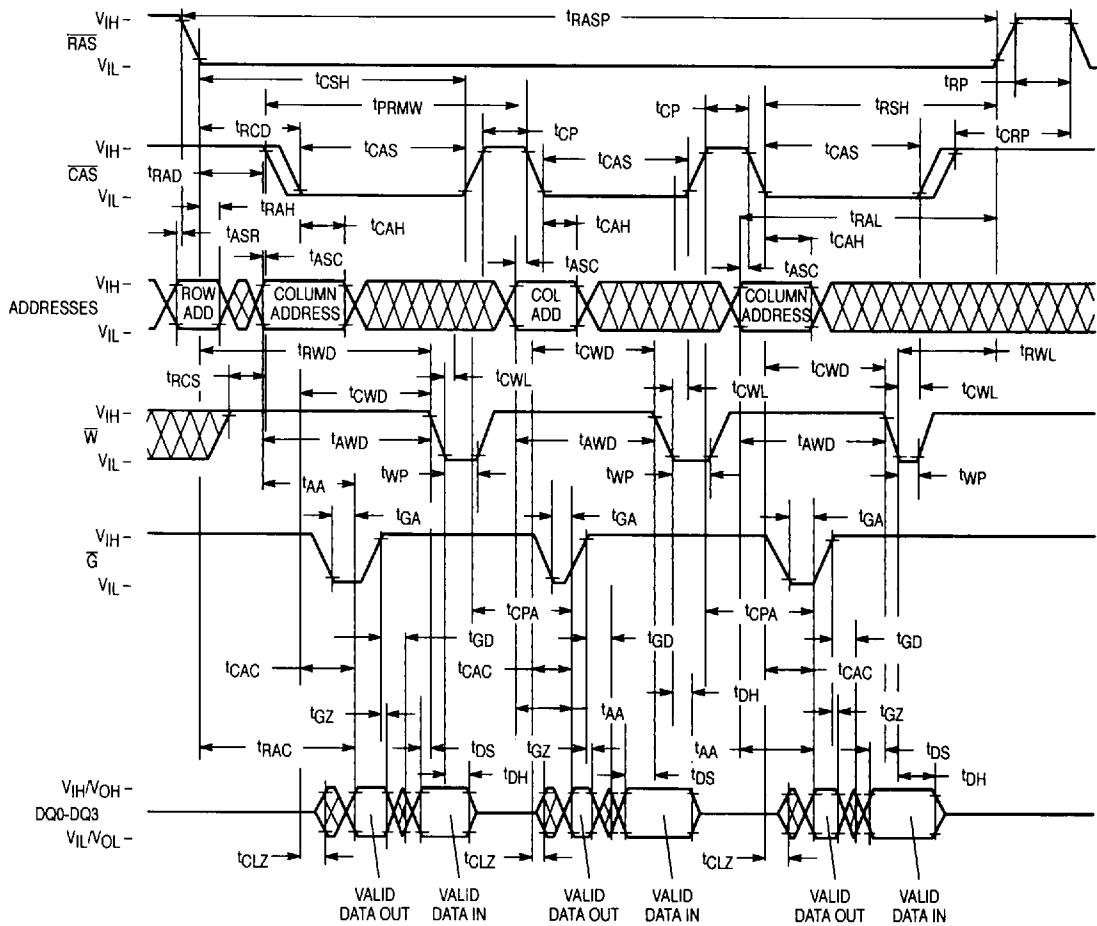 VIH
tRASP
RAS
VIL
tCSH
tRP
tPRMW
tCP
tRSH
tRCD
tCP
tCRP
VIH
tCAS
tCAS
tCAS
CAS
tRAD
VIL
tRAH
tCAH
tRAL
tASR
tCAH
tCAH
tASC
tASC
tASC
VIH
ROW ADD
COLUMN ADDRESS
COL ADD
COLUMN ADDRESS
ADDRESSES
VIL
tRWD
tCWD
tCWD
tRWL
tRCS
tCWD
tCWL
tCWL
tCWL
VIH
W
tAWD
tAWD
tAWD
VIL
tWP
tWP
tWP
tAA
tGA
tGA
tGA
VIH
G
VIL
tCPA
tCPA
tGD
tGD
tGD
tCAC
tCAC
tCAC
tDH
tGZ
tAA
tGZ
tRAC
tDS
tGZ
tAA
tDS
tDH
tDS
tDH
VIH/VOH
DQ0-DQ3
VIL/VOL
tCLZ
tCLZ
tCLZ
VALID DATA OUT
VALID DATA IN
VALID DATA OUT
VALID DATA IN
VALID DATA OUT
VALID DATA IN